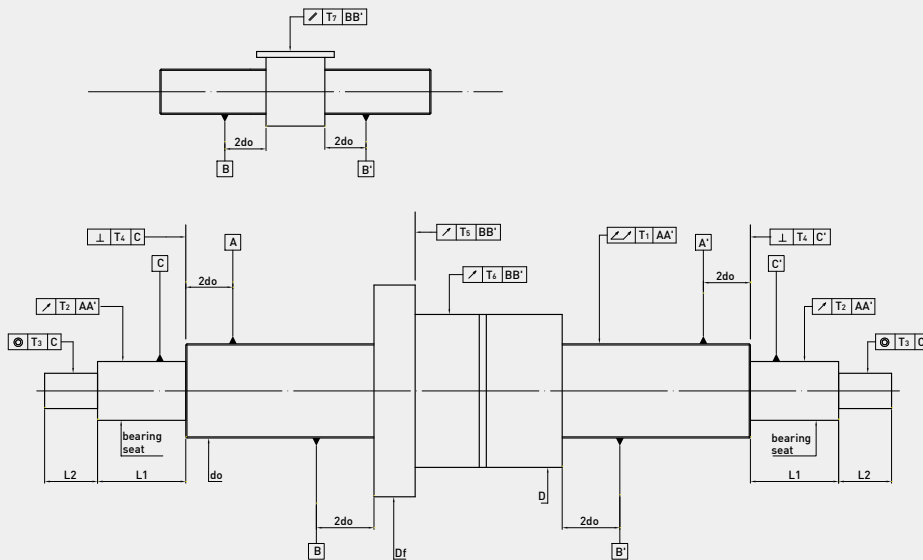 T7 BB'
2do 2do
B B'
⊥ T4 C A T5 BB' T1 AA' A' ⊥ T4 C'
C 2do T6 BB' 2do C'
T2 AA' T2 AA'
T3 C T3 C
bearing
seat
bearing
seat
L2 L1 do D L1 L2
2do 2do
B Df B'